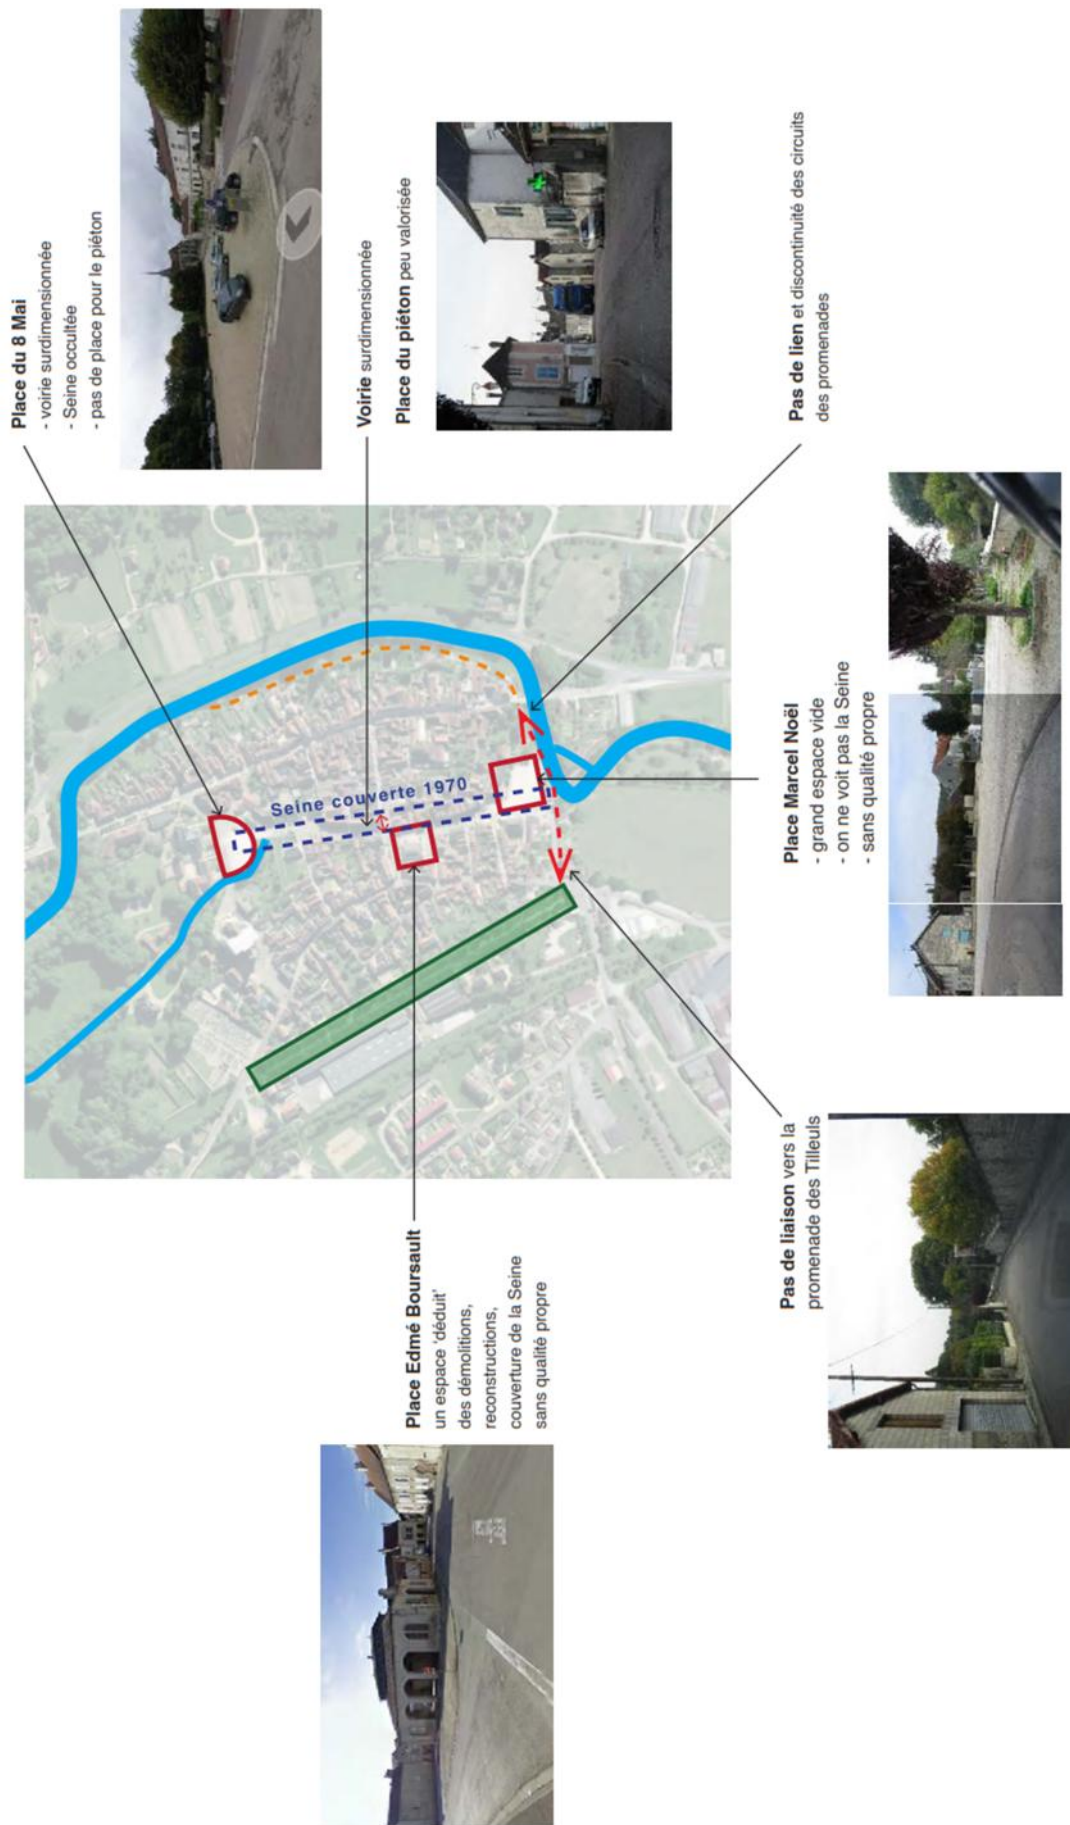 Place du 8 Mai
- voirie surdimensionnée
- Seine occultée
- pas de place pour le piéton
Voirie surdimensionnée
Place du piéton peu valorisée
Pas de lien et discontinuité des circuits
des promenades
Seine couverte 1970
Place Edmé Boursault
un espace 'déduit'
des démolitions,
reconstructions,
couverture de la Seine
sans qualité propre
Place Marcel Noël
- grand espace vide
- on ne voit pas la Seine
- sans qualité propre
Pas de liaison vers la
promenade des Tilleuls